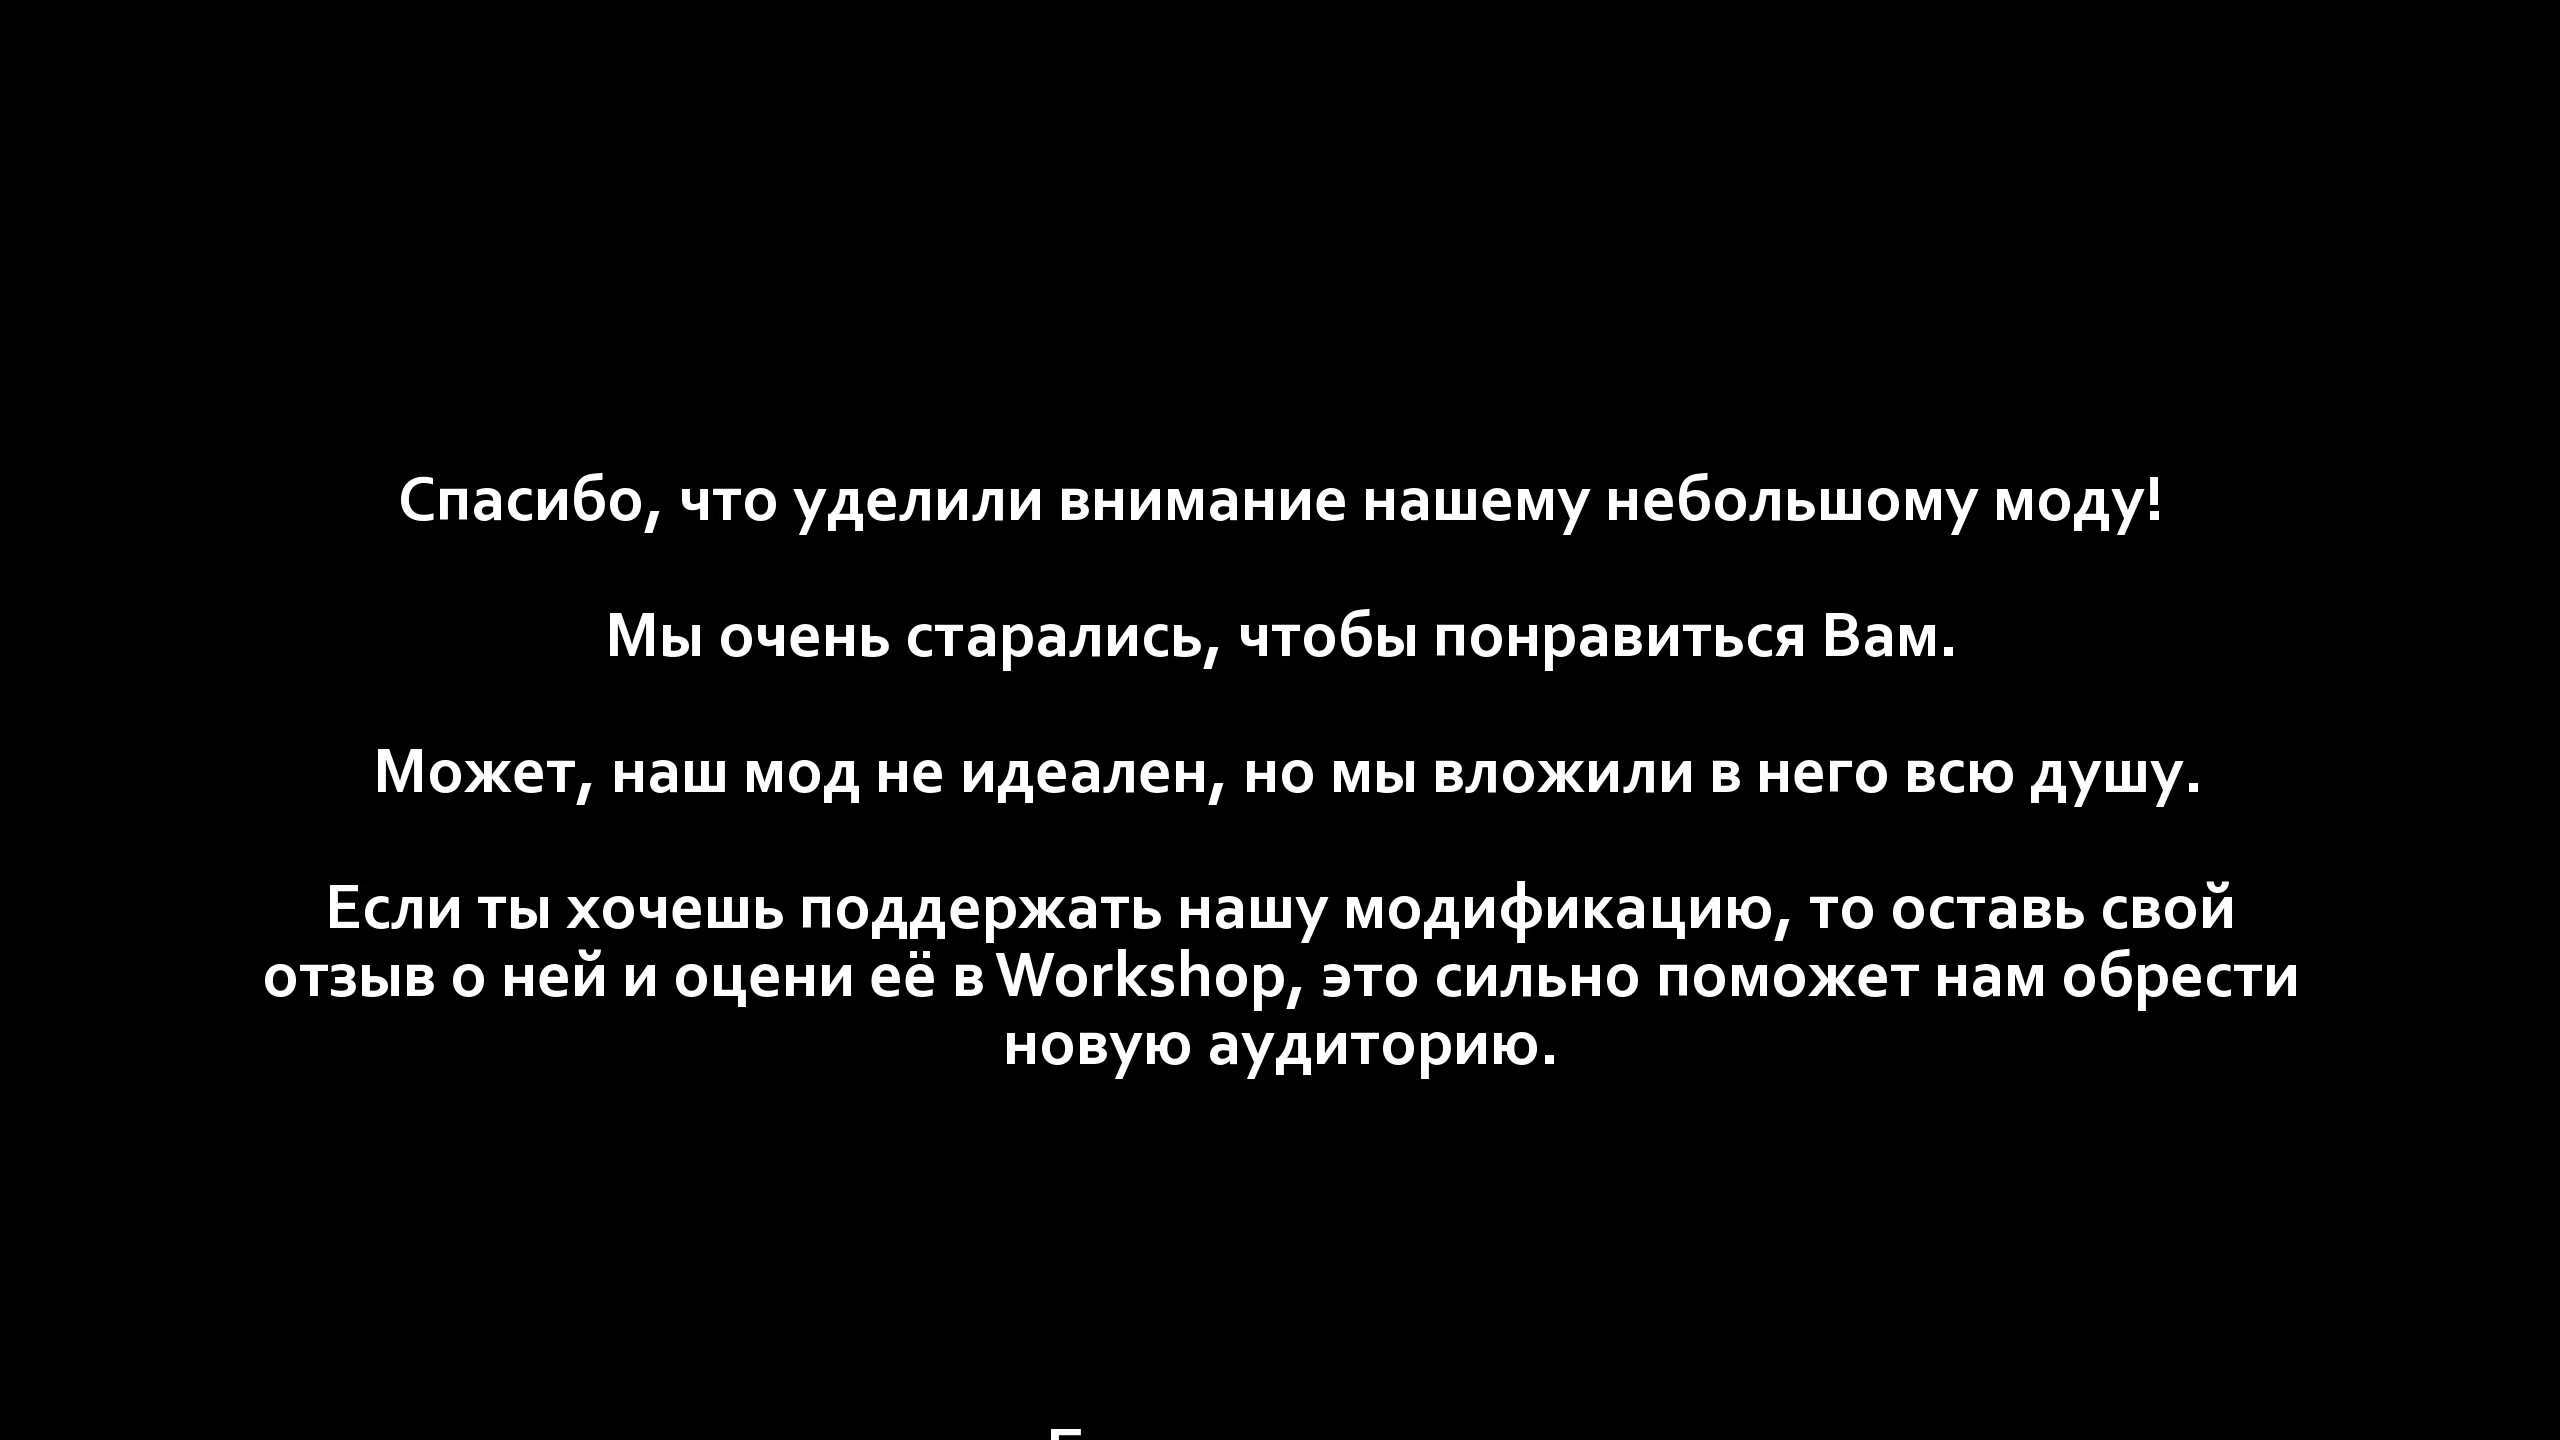 Спасибо, что уделили внимание нашему небольшому моду!
Мы очень старались, чтобы понравиться Вам.
Может, наш мод не идеален, но мы вложили в него всю душу.
Если ты хочешь поддержать нашу модификацию, то оставь свой
отзыв о ней и оцени её в Workshop, это сильно поможет нам обрести
новую аудиторию.